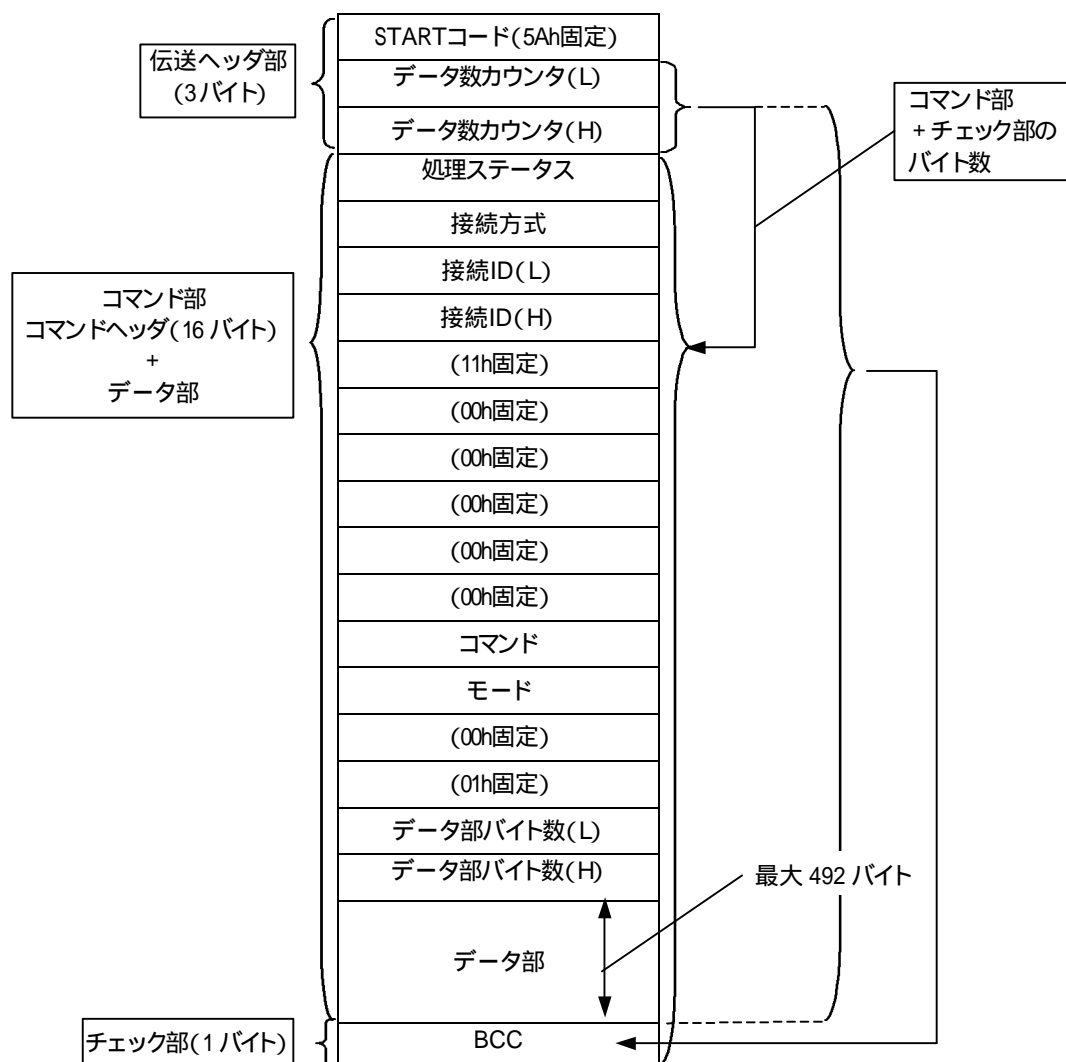 STARTコード(5Ah固定)
伝送ヘッダ部
(3バイト)
データ数カウンタ(L)
データ数カウンタ(H)
コマンド部
+チェック部の
バイト数
処理ステータス
接続方式
接続ID(L)
接続ID(H)
(11h固定)
コマンド部
コマンドヘッダ(16バイト)
+
データ部
(00h固定)
(00h固定)
(00h固定)
(00h固定)
(00h固定)
コマンド
モード
(00h固定)
(01h固定)
データ部バイト数(L)
データ部バイト数(H)
最大 492 バイト
データ部
チェック部(1バイト)
BCC